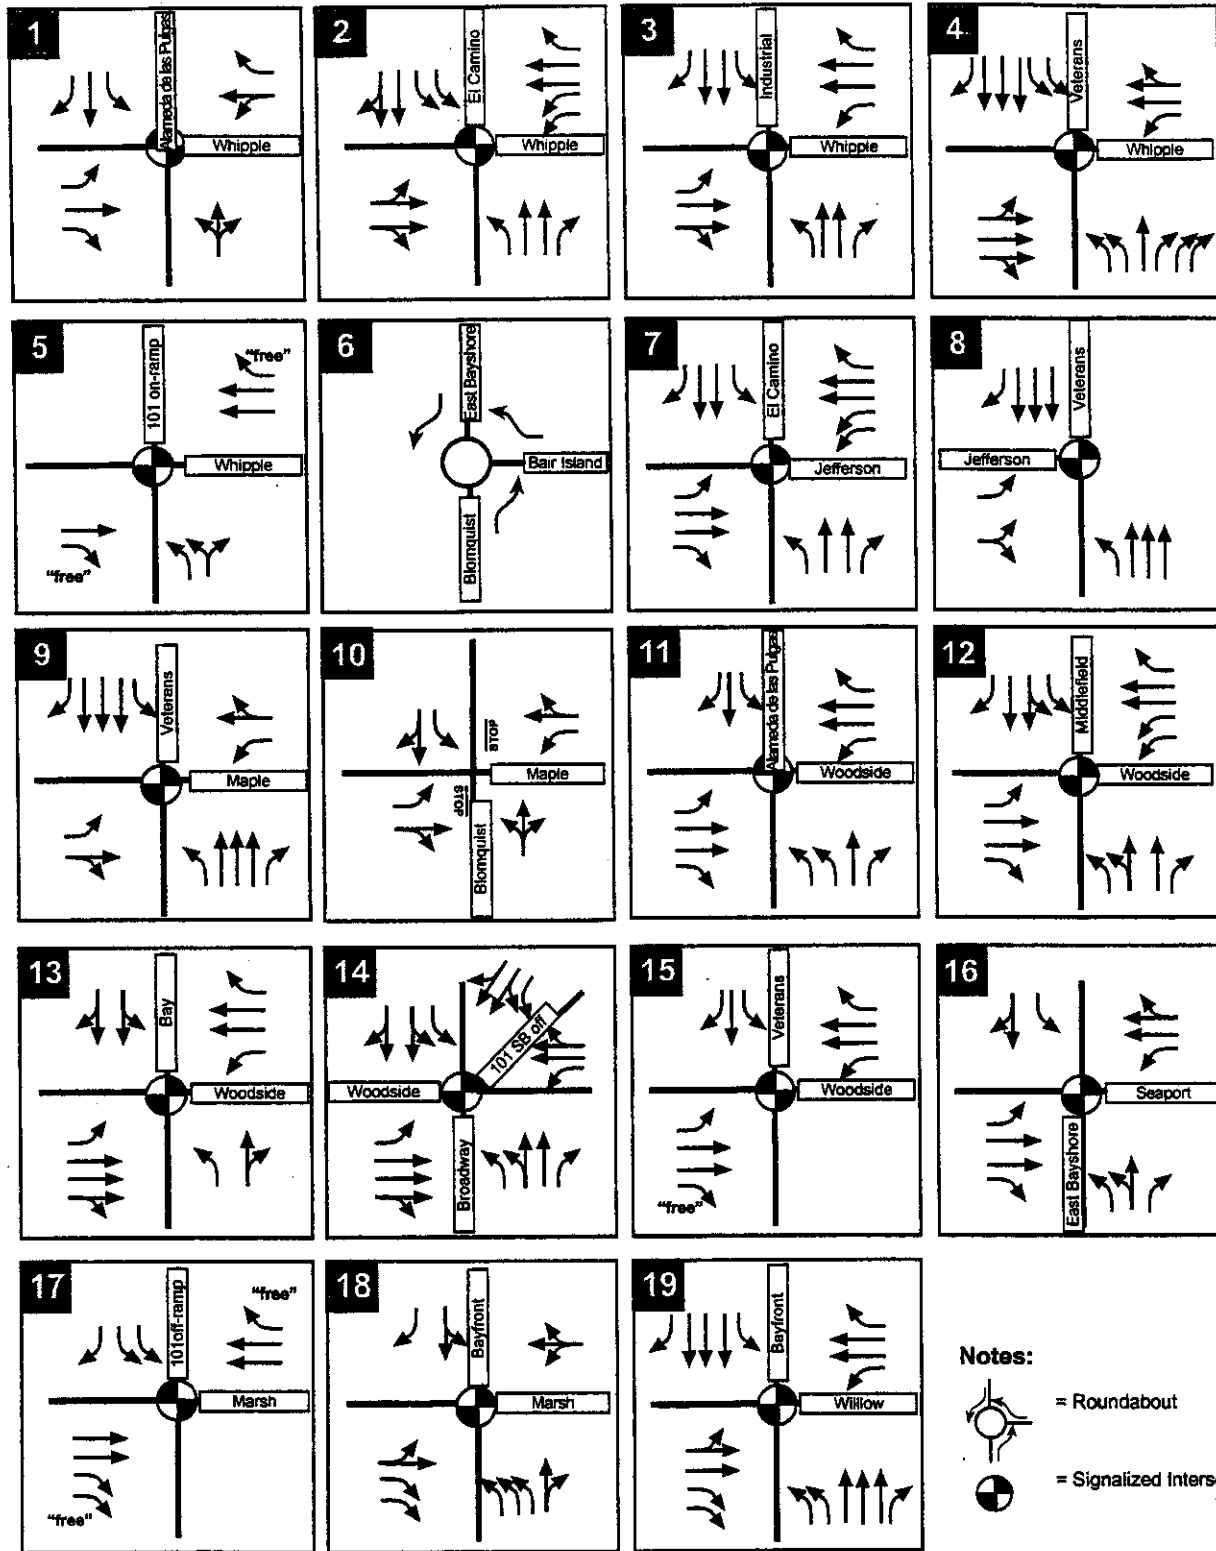 1
Alameda de las Pulgas
Whipple
2
El Camino
Whipple
3
Industrial
Whipple
4
Veterans
Whipple
5
101 on-ramp
"free"
Whipple
"free"
6
East Bayshore
Bair Island
Blomquist
7
El Camino
Jefferson
8
Veterans
Jefferson
9
Veterans
Maple
10
STOP
Maple
STOP
Blomquist
11
Alameda de las Pulgas
Woodside
12
Middlefield
Woodside
13
Bay
Woodside
14
101 SB off
Woodside
Broadway
15
Veterans
Woodside
"free"
16
Seaport
East Bayshore
17
101off-ramp
"free"
Marsh
"free"
18
Bayfront
Marsh
19
Bayfront
Willow
Notes:
= Roundabout
= Signalized Inters